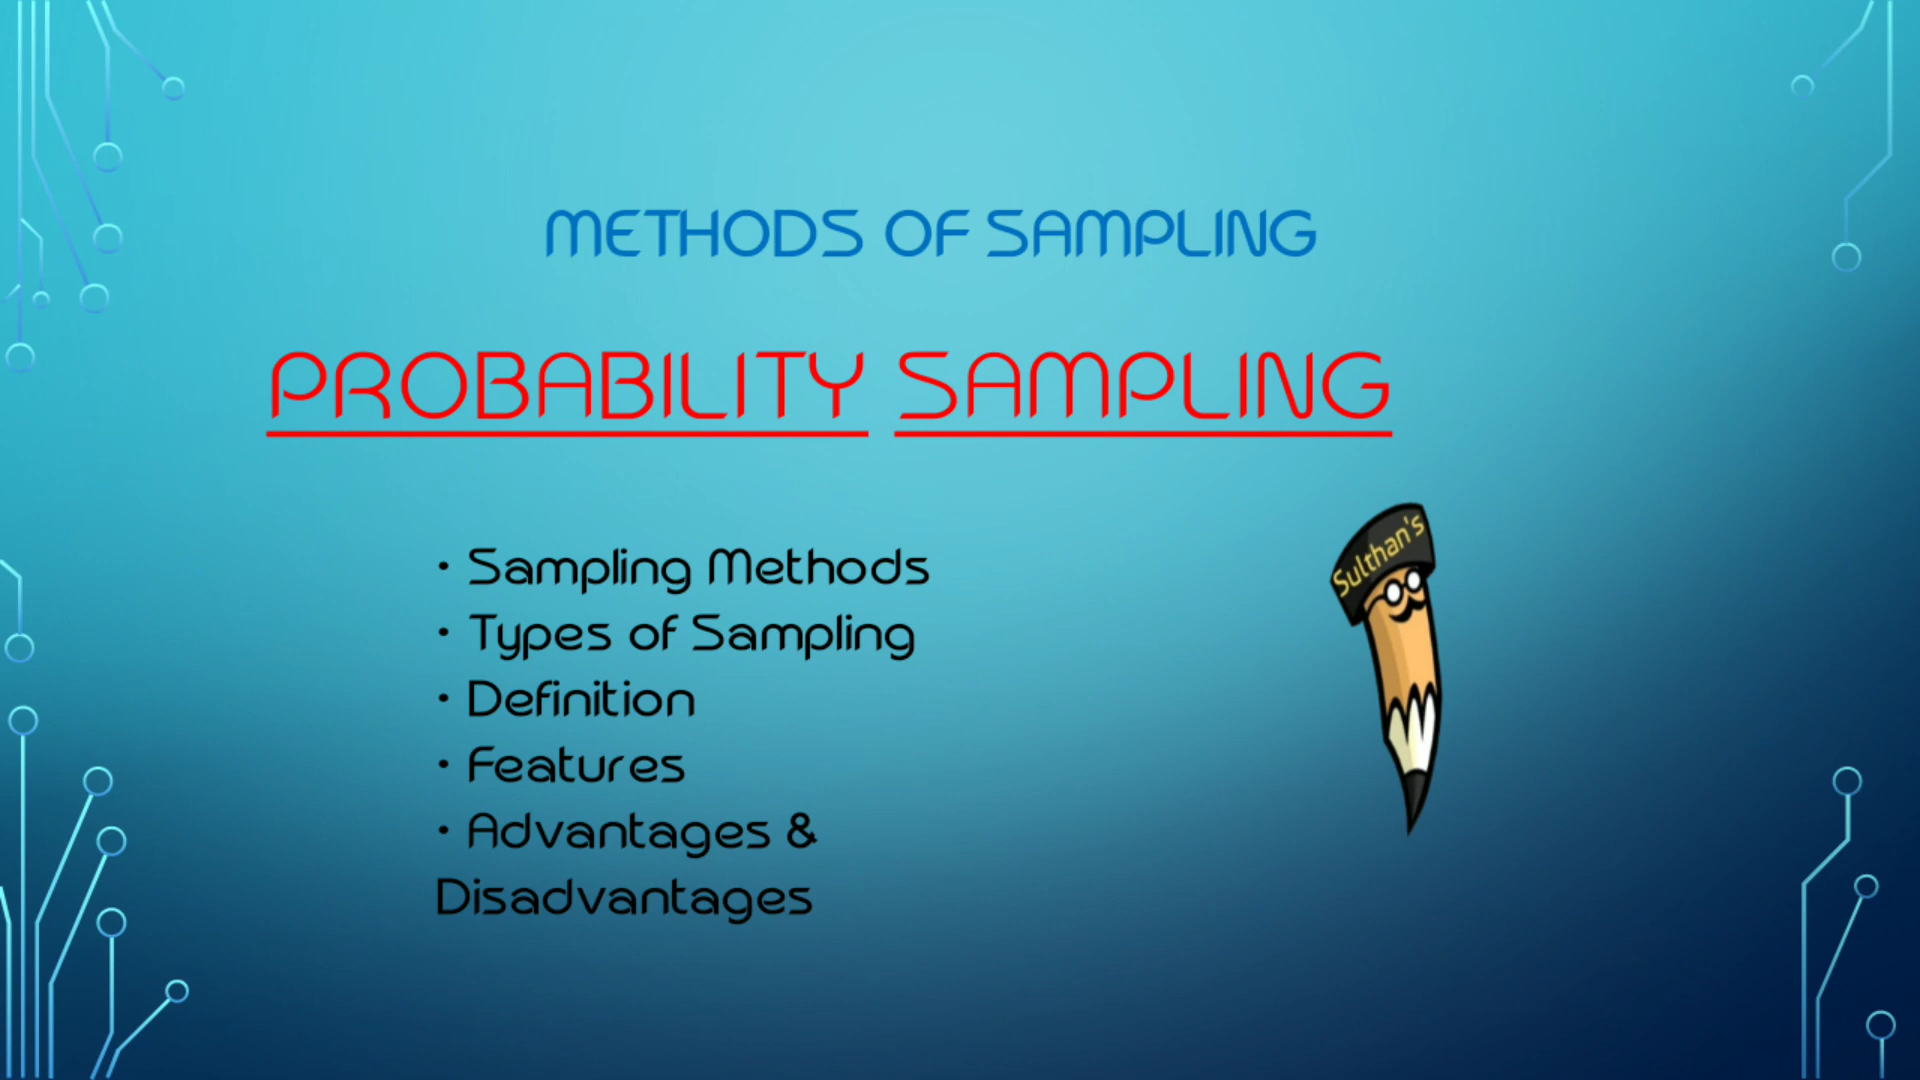 METHODS OF SAMPLING
PROBABILITY SAMPLING
• Sampling Methods
• Types of Sampling
• Definition
• Features
• Advantages &
Disadvantages
Sulthan's